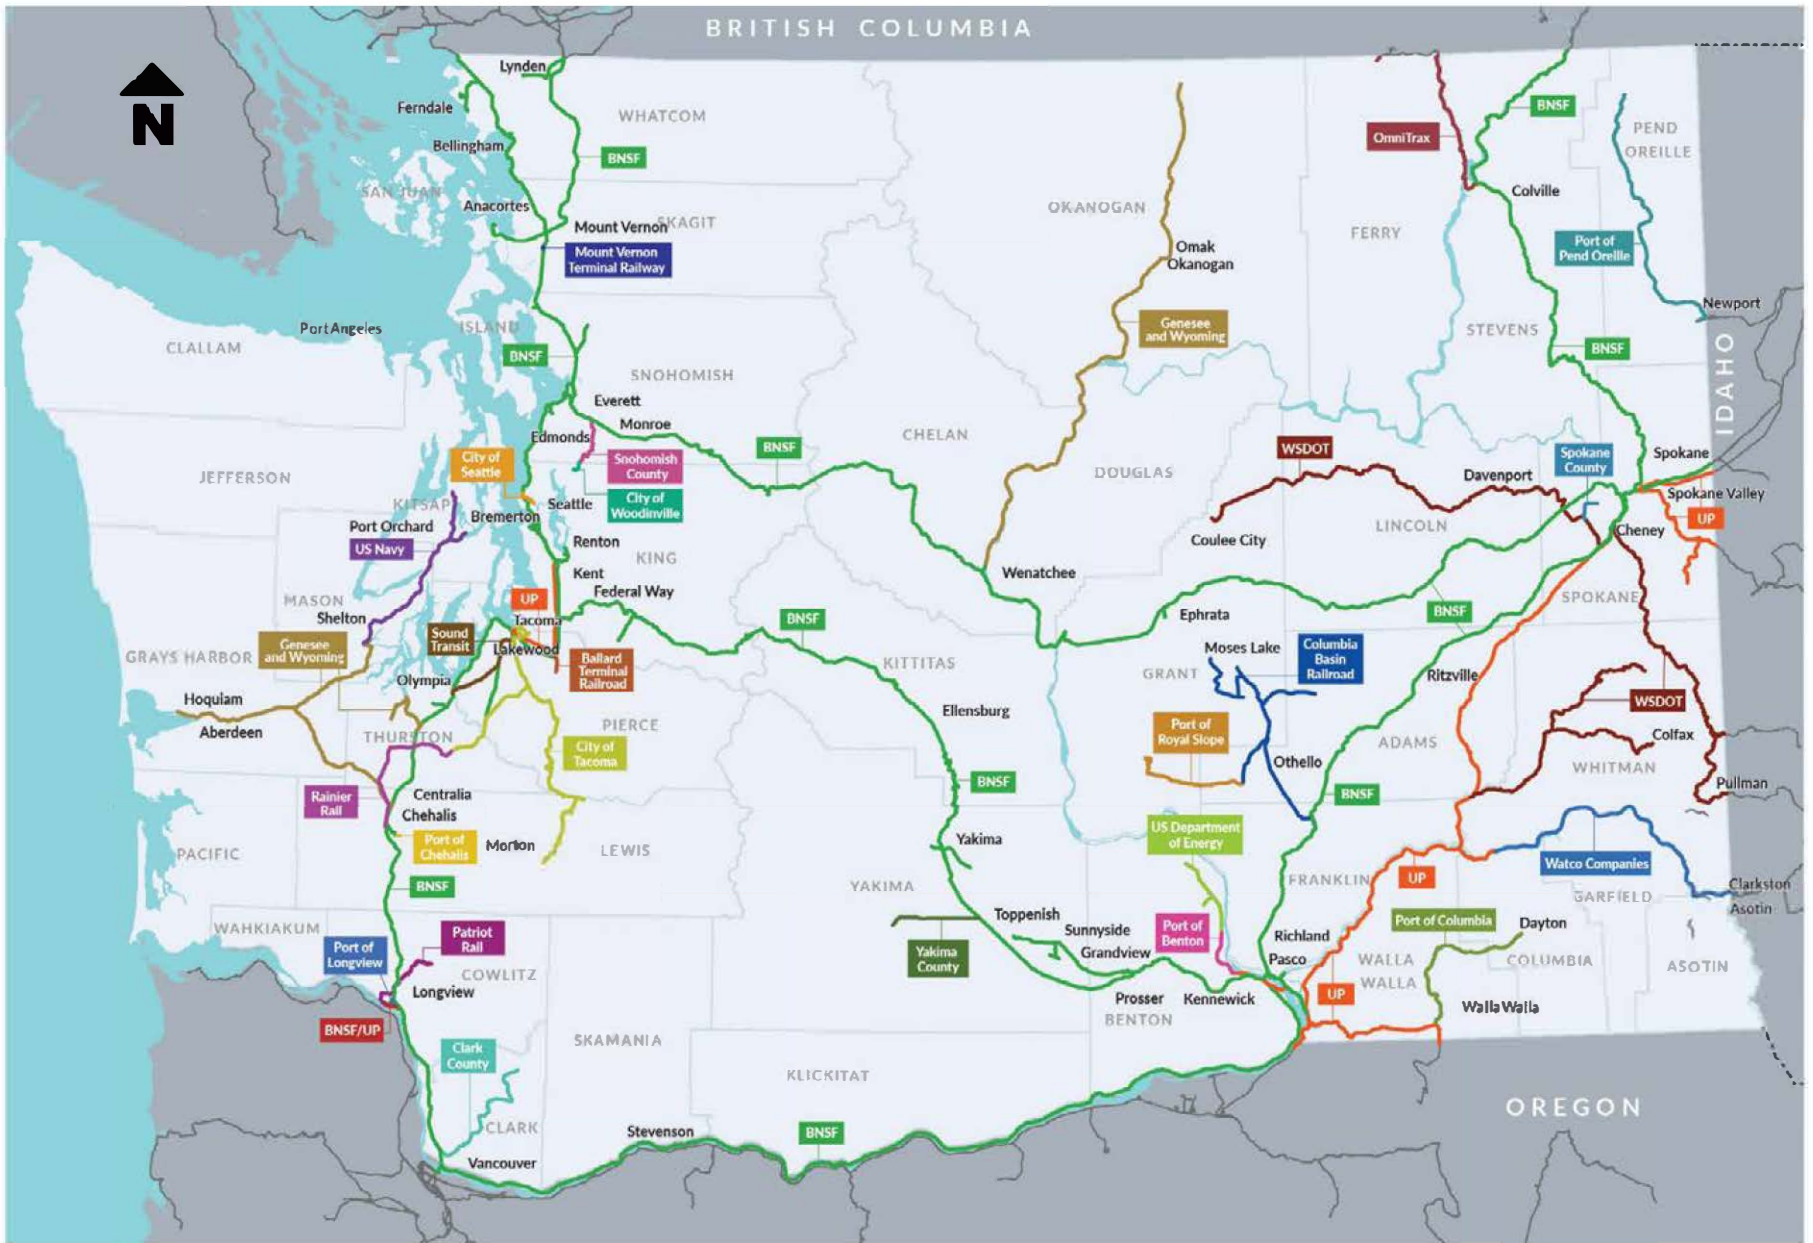 BRITISH COLUMBIA
N
Lynden
Ferndale
WHATCOM
Bellingham
BNSF
SAN JUAN
Anacortes
SKAGIT
Mount Vernon
Mount Vernon
Terminal Railway
OmniTrax
BNSF
PEND
OREILLE
Colville
OKANOGAN
FERRY
Omak
Okanogan
Port of
Pend Oreille
Newport
Port Angeles
ISLAND
CLALLAM
BNSF
Genesee
and Wyoming
STEVENS
BNSF
IDAHO
SNOHOMISH
Everett
Monroe
Edmonds
CHELAN
BNSF
WSDOT
DOUGLAS
Davenport
Spokane
County
Spokane
Spokane Valley
UP
JEFFERSON
City of
Seattle
Snohomish
County
City of
Woodinville
KITSAP
Seattle
Bremerton
Port Orchard
US Navy
Renton
KING
Kent
Federal Way
Wenatchee
Coulee City
LINCOLN
Cheney
MASON
Shelton
UP
Tacoma
BNSF
Ephrata
BNSF
SPOKANE
GRAYS HARBOR
Genesee
and Wyoming
Sound
Transit
Lakewood
Ballard
Terminal
Railroad
KITTITAS
Moses Lake
Columbia
Basin
Railroad
GRANT
Ritzville
Olympia
Hoquiam
Aberdeen
THURSTON
PIERCE
City of
Tacoma
Ellensburg
Port of
Royal Slope
WSDOT
Colfax
ADAMS
Othello
WHITMAN
Pullman
BNSF
BNSF
Rainier
Rail
Centralia
Chehalis
Port of
Chehalis
Morton
LEWIS
PACIFIC
Yakima
US Department
of Energy
Watco Companies
BNSF
YAKIMA
FRANKLIN
UP
GARFIELD
Clarkston
Asotin
WAHKIAKUM
Port of
Longview
Patriot
Rail
COWLITZ
Toppenish
Sunnyside
Grandview
Yakima
County
Port of
Benton
Richland
Pasco
Port of Columbia
Dayton
WALLA
WALLA
COLUMBIA
ASOTIN
Longview
BNSF/UP
Prosser
Kennewick
BENTON
UP
Walla Walla
Clark
County
SKAMANIA
KLICKITAT
OREGON
CLARK
Stevenson
BNSF
Vancouver